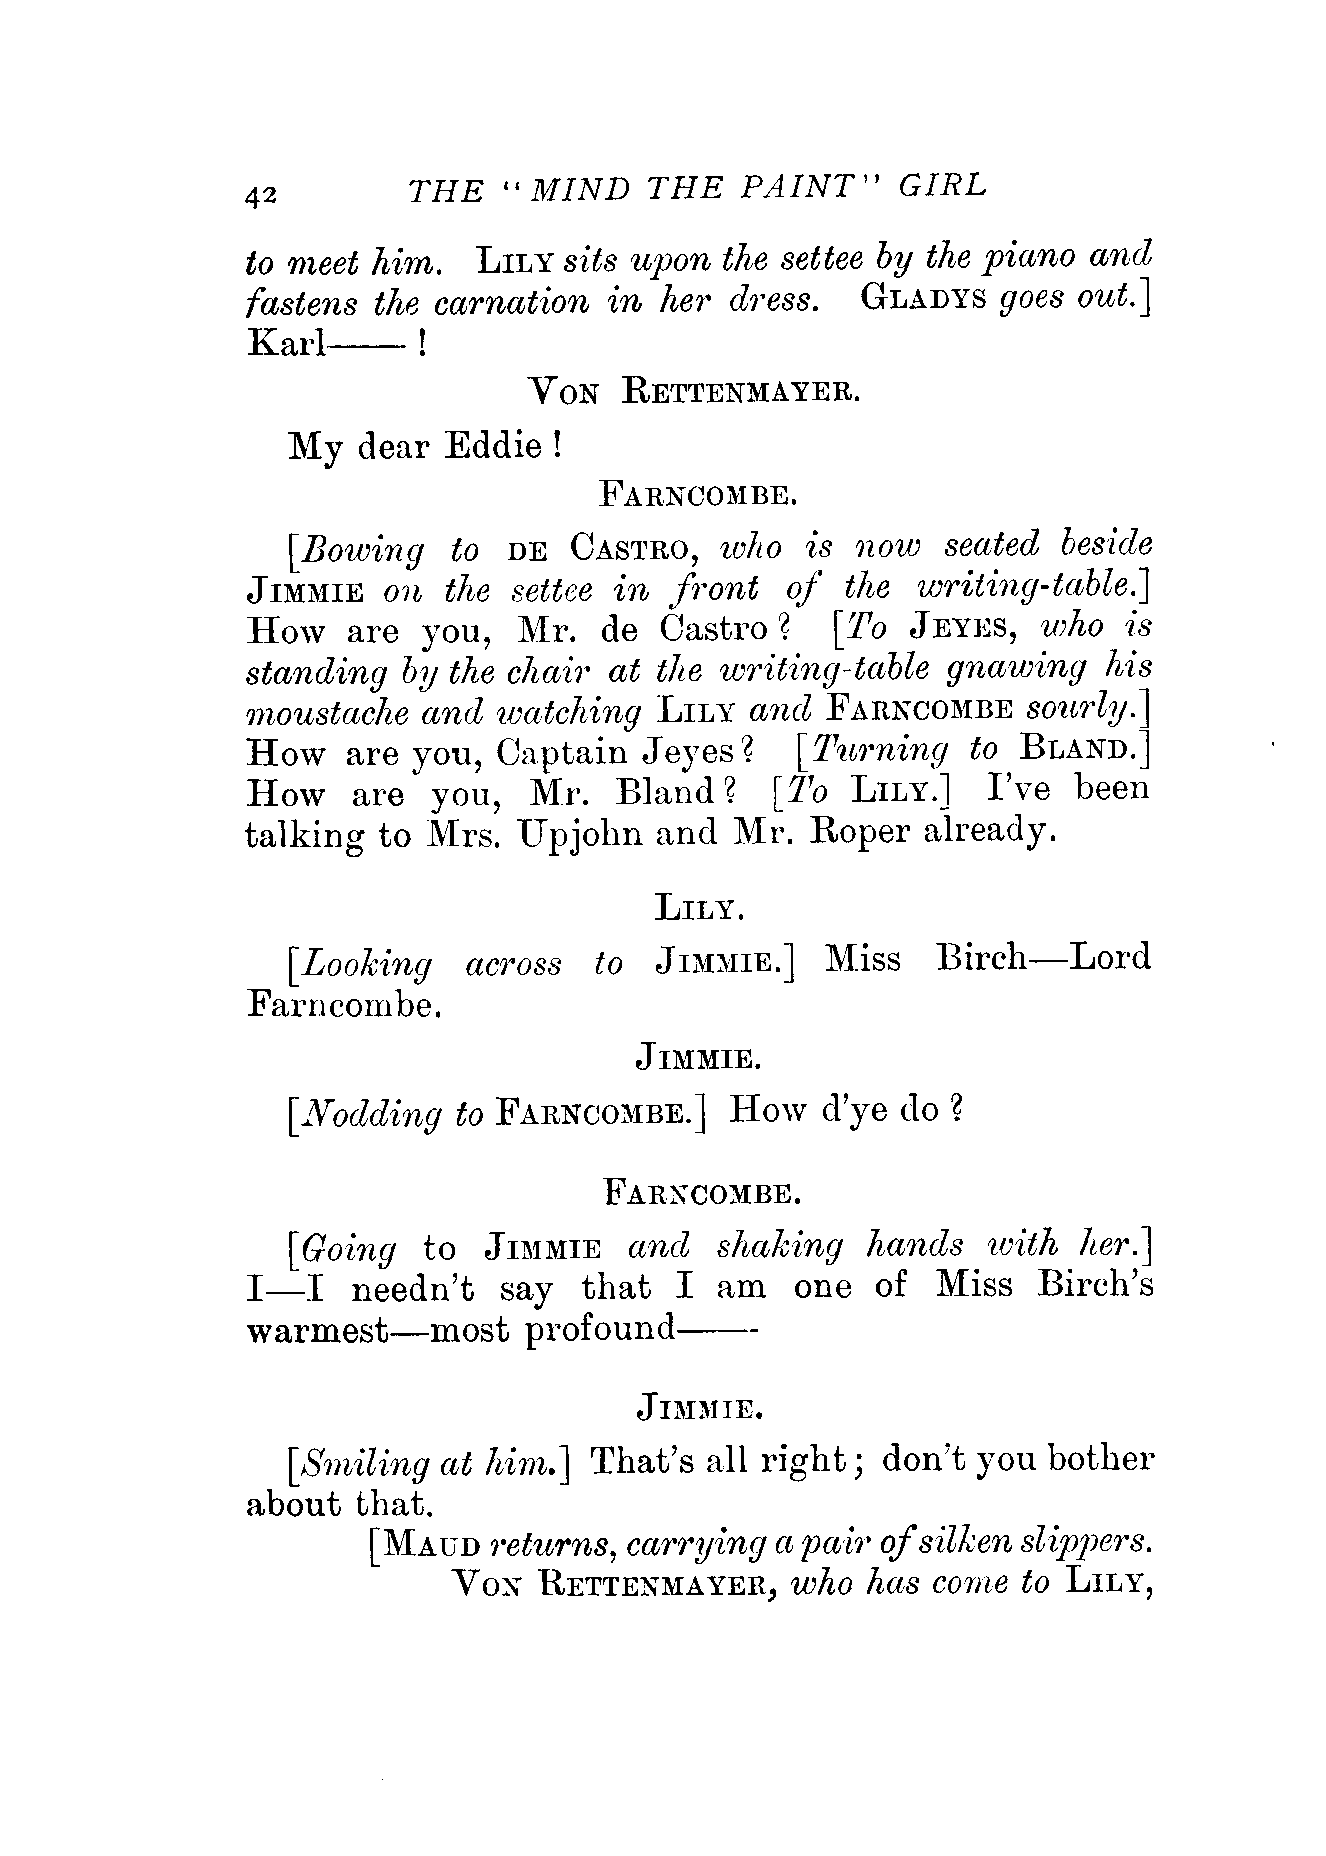 42 THE "MIND THE PAINT" GIRL
to meet him. LILY sits upon the settee by the piano and
fastens the carnation in her dress. GLADYS goes out.]
Karl——!
VON RETTENMAYER.
My dear Eddie!
FARNCOMBE.
[Bowing to DE CASTRO, who is now seated beside
JIMMIE on the settee in front of the writing-table.]
How are you, Mr. de Castro? [To JEYES, who is
standing by the chair at the writing-table gnawing his
moustache and watching LILY and FARNCOMBE sourly.]
How are you, Captain Jeyes? [Turning to BLAND.]
How are you, Mr. Bland? [To LILY.] I've been
talking to Mrs. Upjohn and Mr. Roper already.
LILY.
[Looking across to JIMMIE.] Miss Birch—Lord
Farncombe.
JIMMIE.
[Nodding to FARNCOMBE.] How d'ye do?
FARNCOMBE.
[Going to JIMMIE and shaking hands with her.]
I—I needn't say that I am one of Miss Birch's
warmest—most profound——
JIMMIE.
[Smiling at him.] That's all right; don't you bother
about that.
[MAUD returns, carrying a pair of silken slippers.
VON RETTENMAYER, who has come to LILY,